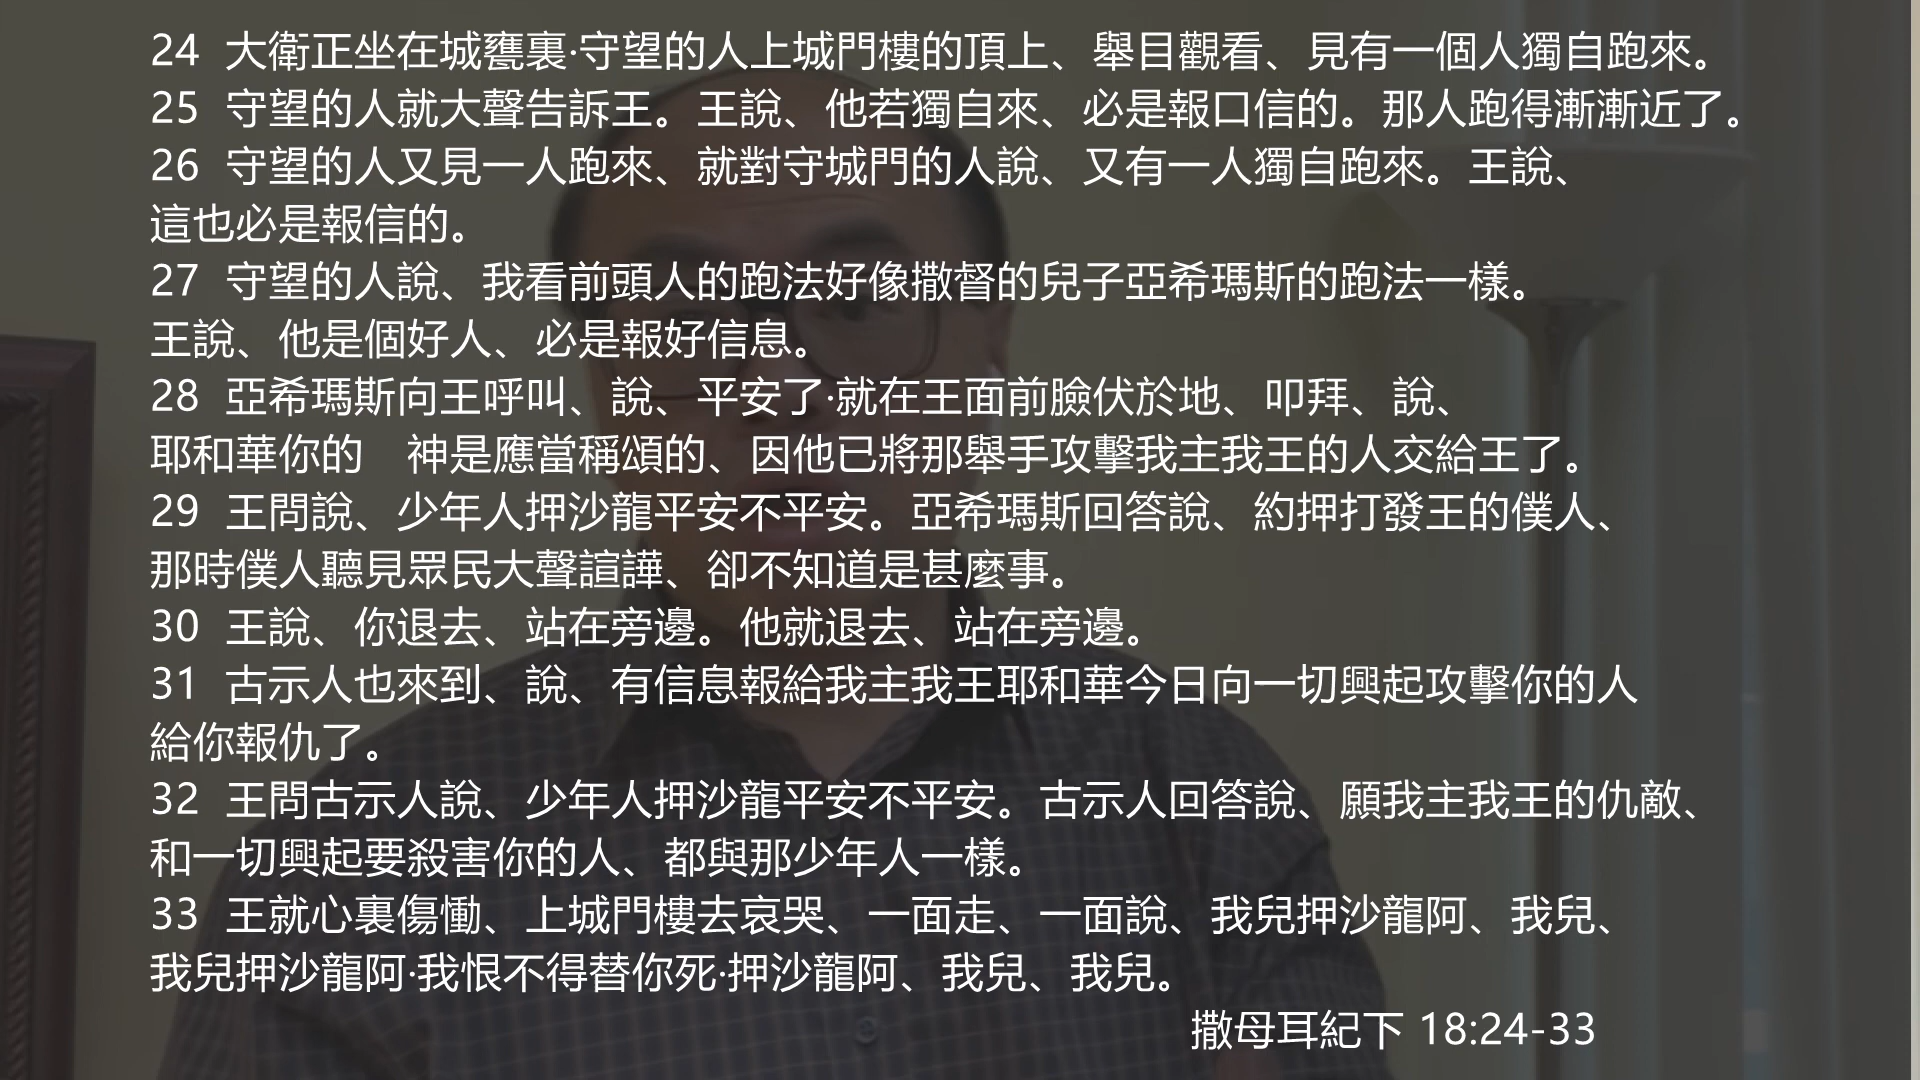 24 大衛正坐在城甕裏·守望的人上城門樓的頂上、舉目觀看、見有一個人獨自跑來。
25 守望的人就大聲告訴王。王說、他若獨自來、必是報口信的。那人跑得漸漸近了。
26 守望的人又見一人跑來、就對守城門的人說、又有一人獨自跑來。王說、
這也必是報信的。
27 守望的人說、我看前頭人的跑法好像撒督的兒子亞希瑪斯的跑法一樣。
王說、他是個好人、必是報好信息。
28 亞希瑪斯向王呼叫、說、平安了·就在王面前臉伏於地、叩拜、說、
耶和華你的　神是應當稱頌的、因他已將那舉手攻擊我主我王的人交給王了。
29 王問說、少年人押沙龍平安不平安。亞希瑪斯回答說、約押打發王的僕人、
那時僕人聽見眾民大聲諠譁、卻不知道是甚麼事。
30 王說、你退去、站在旁邊。他就退去、站在旁邊。
31 古示人也來到、說、有信息報給我主我王耶和華今日向一切興起攻擊你的人
給你報仇了。
32 王問古示人說、少年人押沙龍平安不平安。古示人回答說、願我主我王的仇敵、
和一切興起要殺害你的人、都與那少年人一樣。
33 王就心裏傷慟、上城門樓去哀哭、一面走、一面說、我兒押沙龍阿、我兒、
我兒押沙龍阿·我恨不得替你死·押沙龍阿、我兒、我兒。
撒母耳紀下 18:24-33